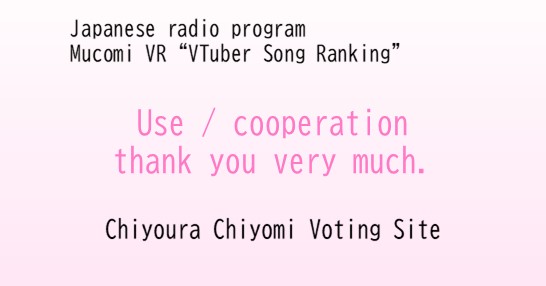 Japanese radio program
Mucomi VR “VTuber Song Ranking”
Use / cooperation
thank you very much.
Chiyoura Chiyomi Voting Site